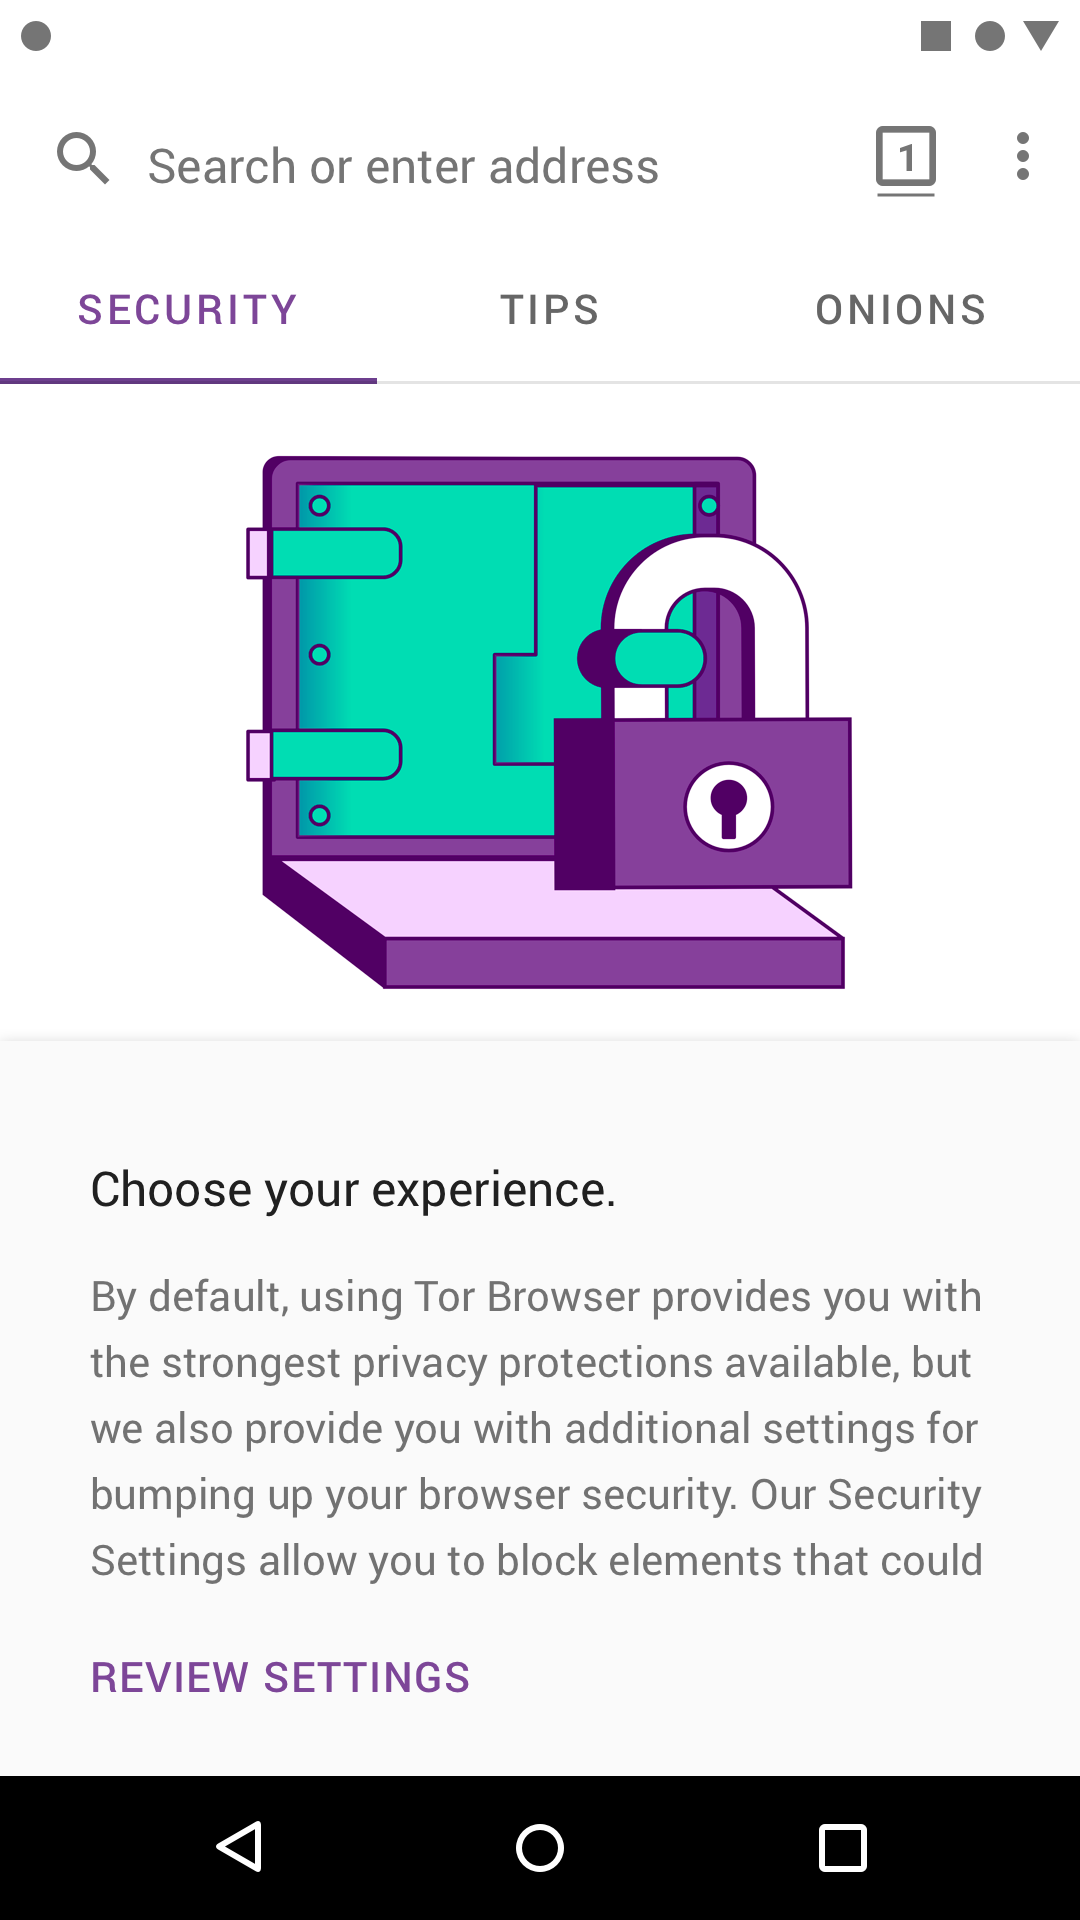 Search or enter address
1
SECURITY TIPS ONIONS
Choose your experience.
By default, using Tor Browser provides you with
the strongest privacy protections available, but
we also provide you with additional settings for
bumping up your browser security. Our Security
Settings allow you to block elements that could
REVIEW SETTINGS